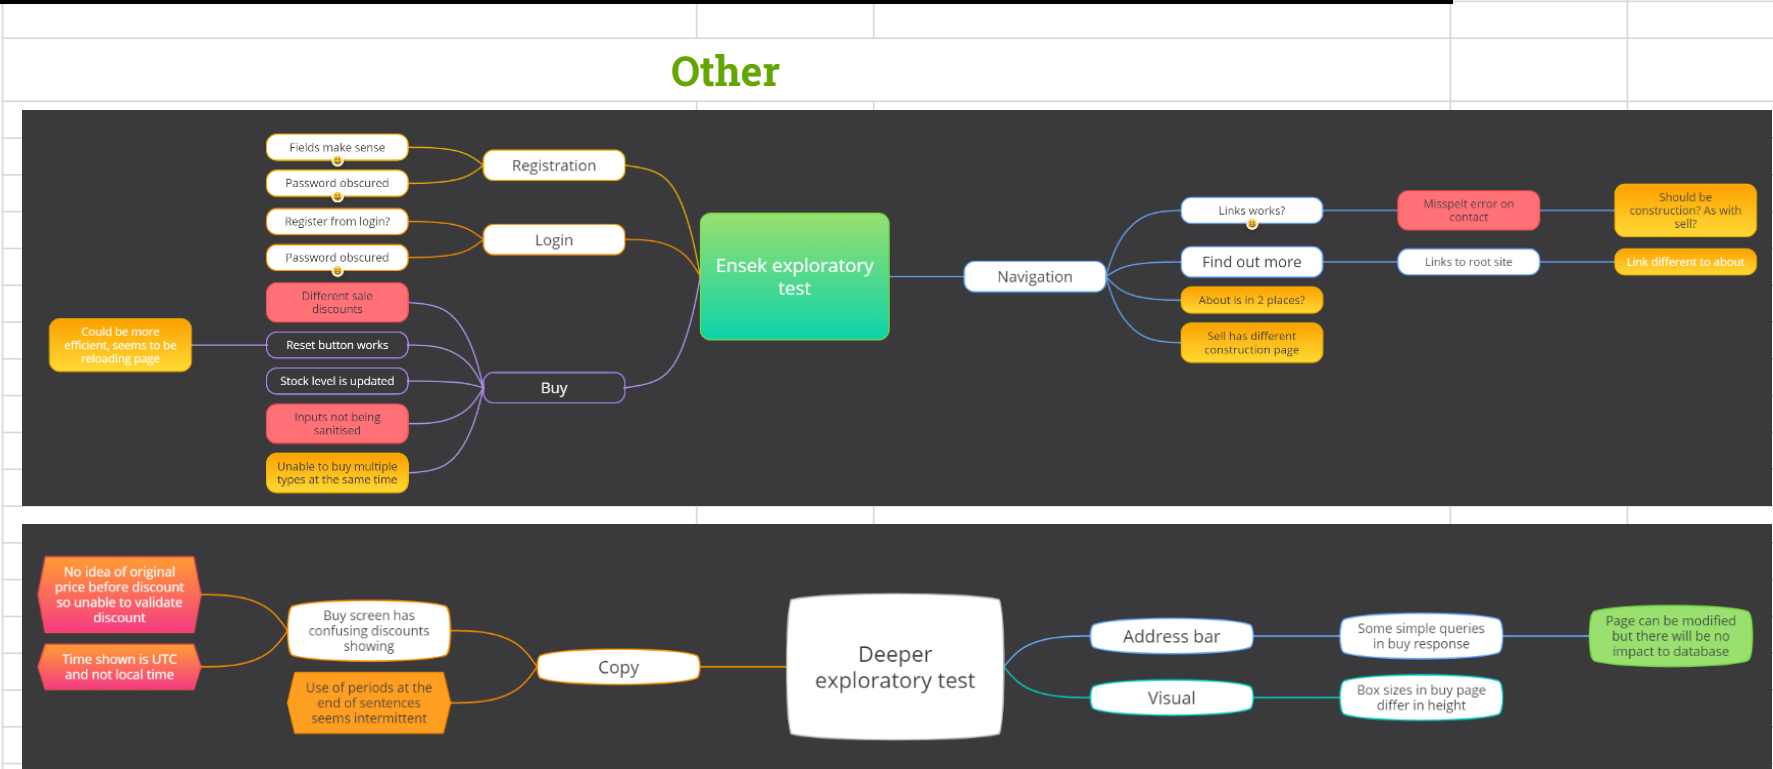 Other
Fields make sense
Password obscured
Registration
Register from login?
Password obscured
Login
Different sale
discounts
Could be more
efficient, seems to be
reloading page
Reset button works
Stock level is updated
Inputs not being
sanitised
Unable to buy multiple
types at the same time
Buy
Ensek exploratory
test
Navigation
Links works?
Misspelt error on
contact
Should be
construction? As with
sell?
Find out more
Links to root site
Link different to about
About is in 2 places?
Sell has different
construction page
No idea of original
price before discount
so unable to validate
discount
Time shown is UTC
and not local time
Buy screen has
confusing discounts
showing
Use of periods at the
end of sentences
seems intermittent
Copy
Deeper
exploratory test
Address bar
Some simple queries
in buy response
Page can be modified
but there will be no
impact to database
Visual
Box sizes in buy page
differ in height